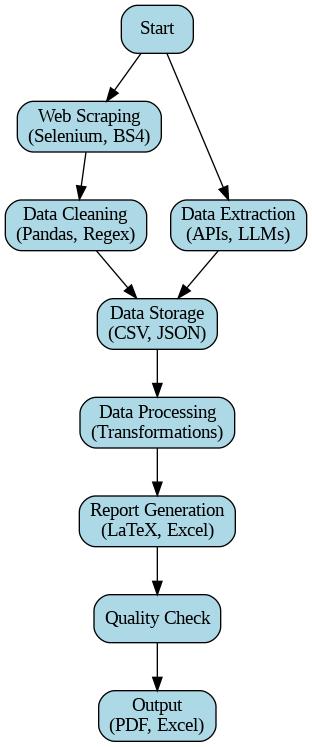 Start
Web Scraping
(Selenium, BS4)
Data Cleaning
(Pandas, Regex)
Data Extraction
(APIs, LLMs)
Data Storage
(CSV, JSON)
Data Processing
(Transformations)
Report Generation
(LaTeX, Excel)
Quality Check
Output
(PDF, Excel)